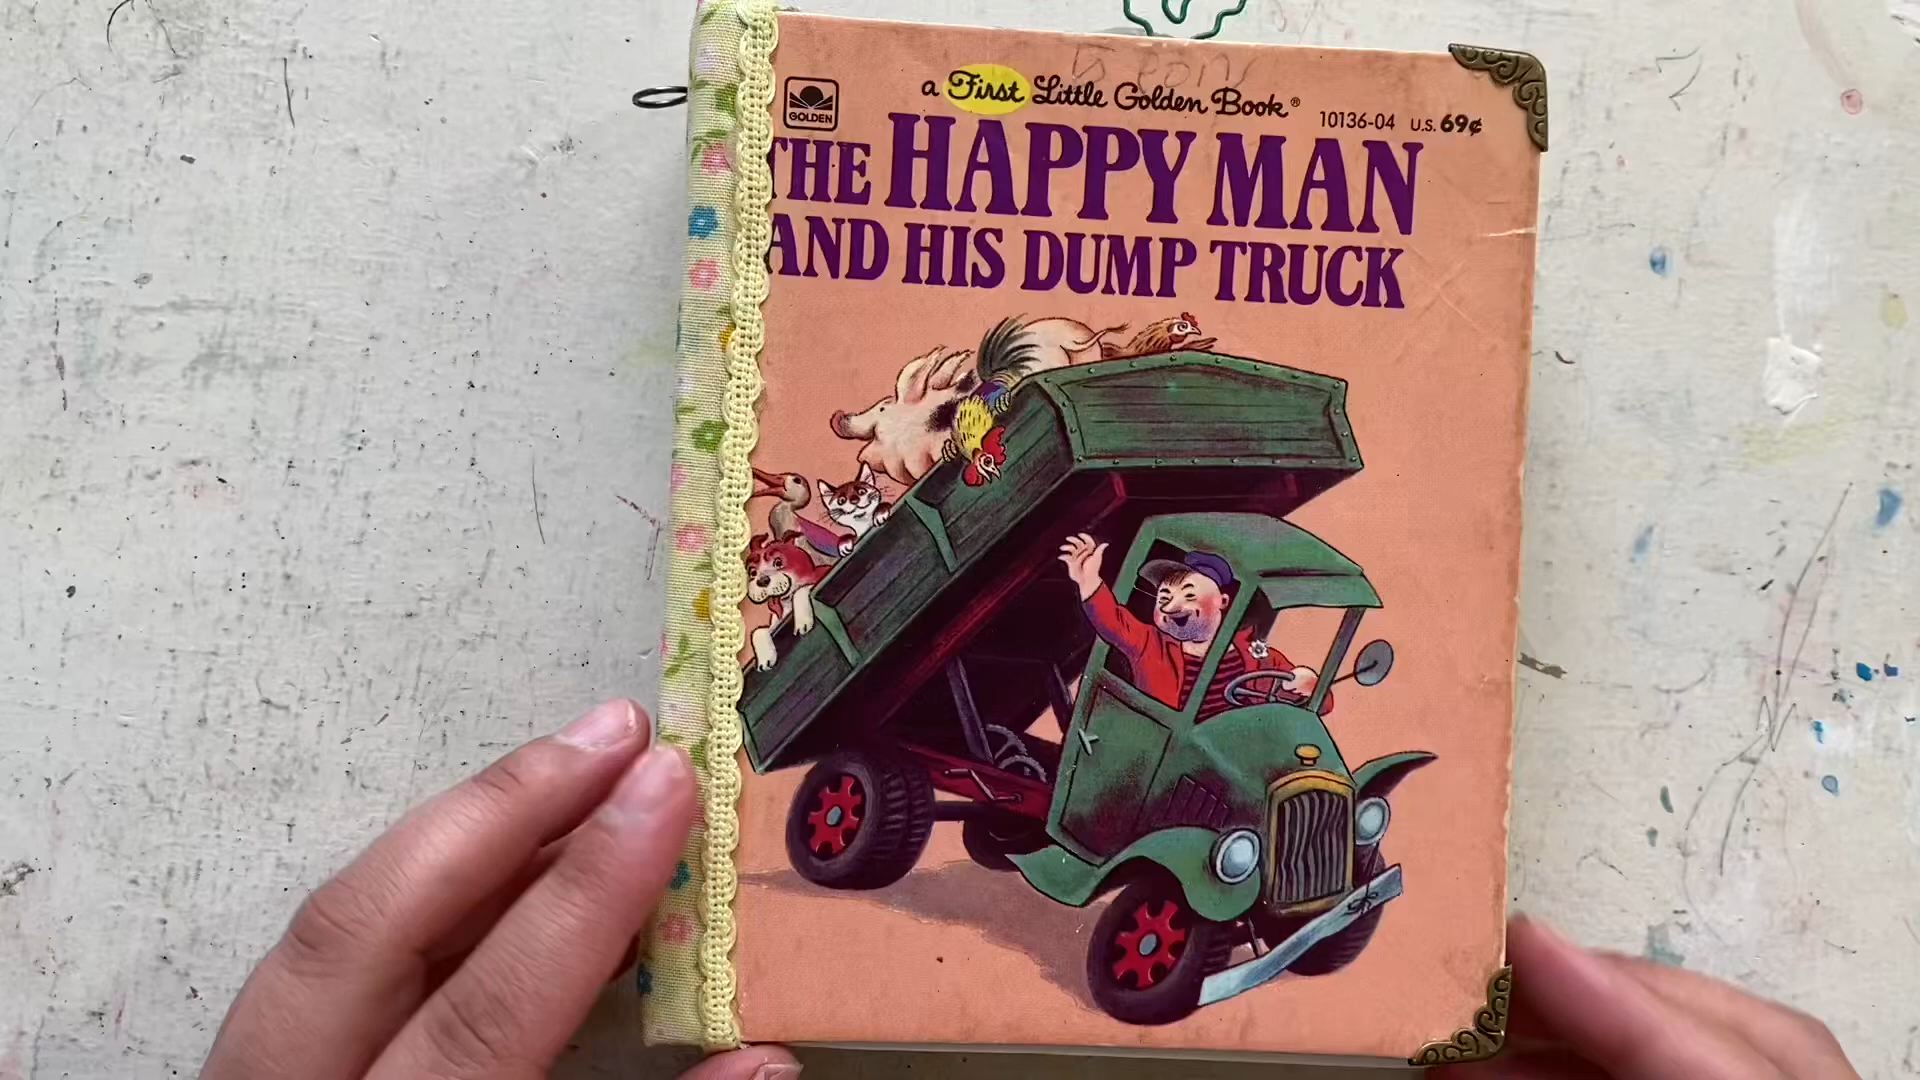 a First Little Golden Book®
GOLDEN
10136-04 U.S. 69¢
THE HAPPY MAN
AND HIS DUMP TRUCK